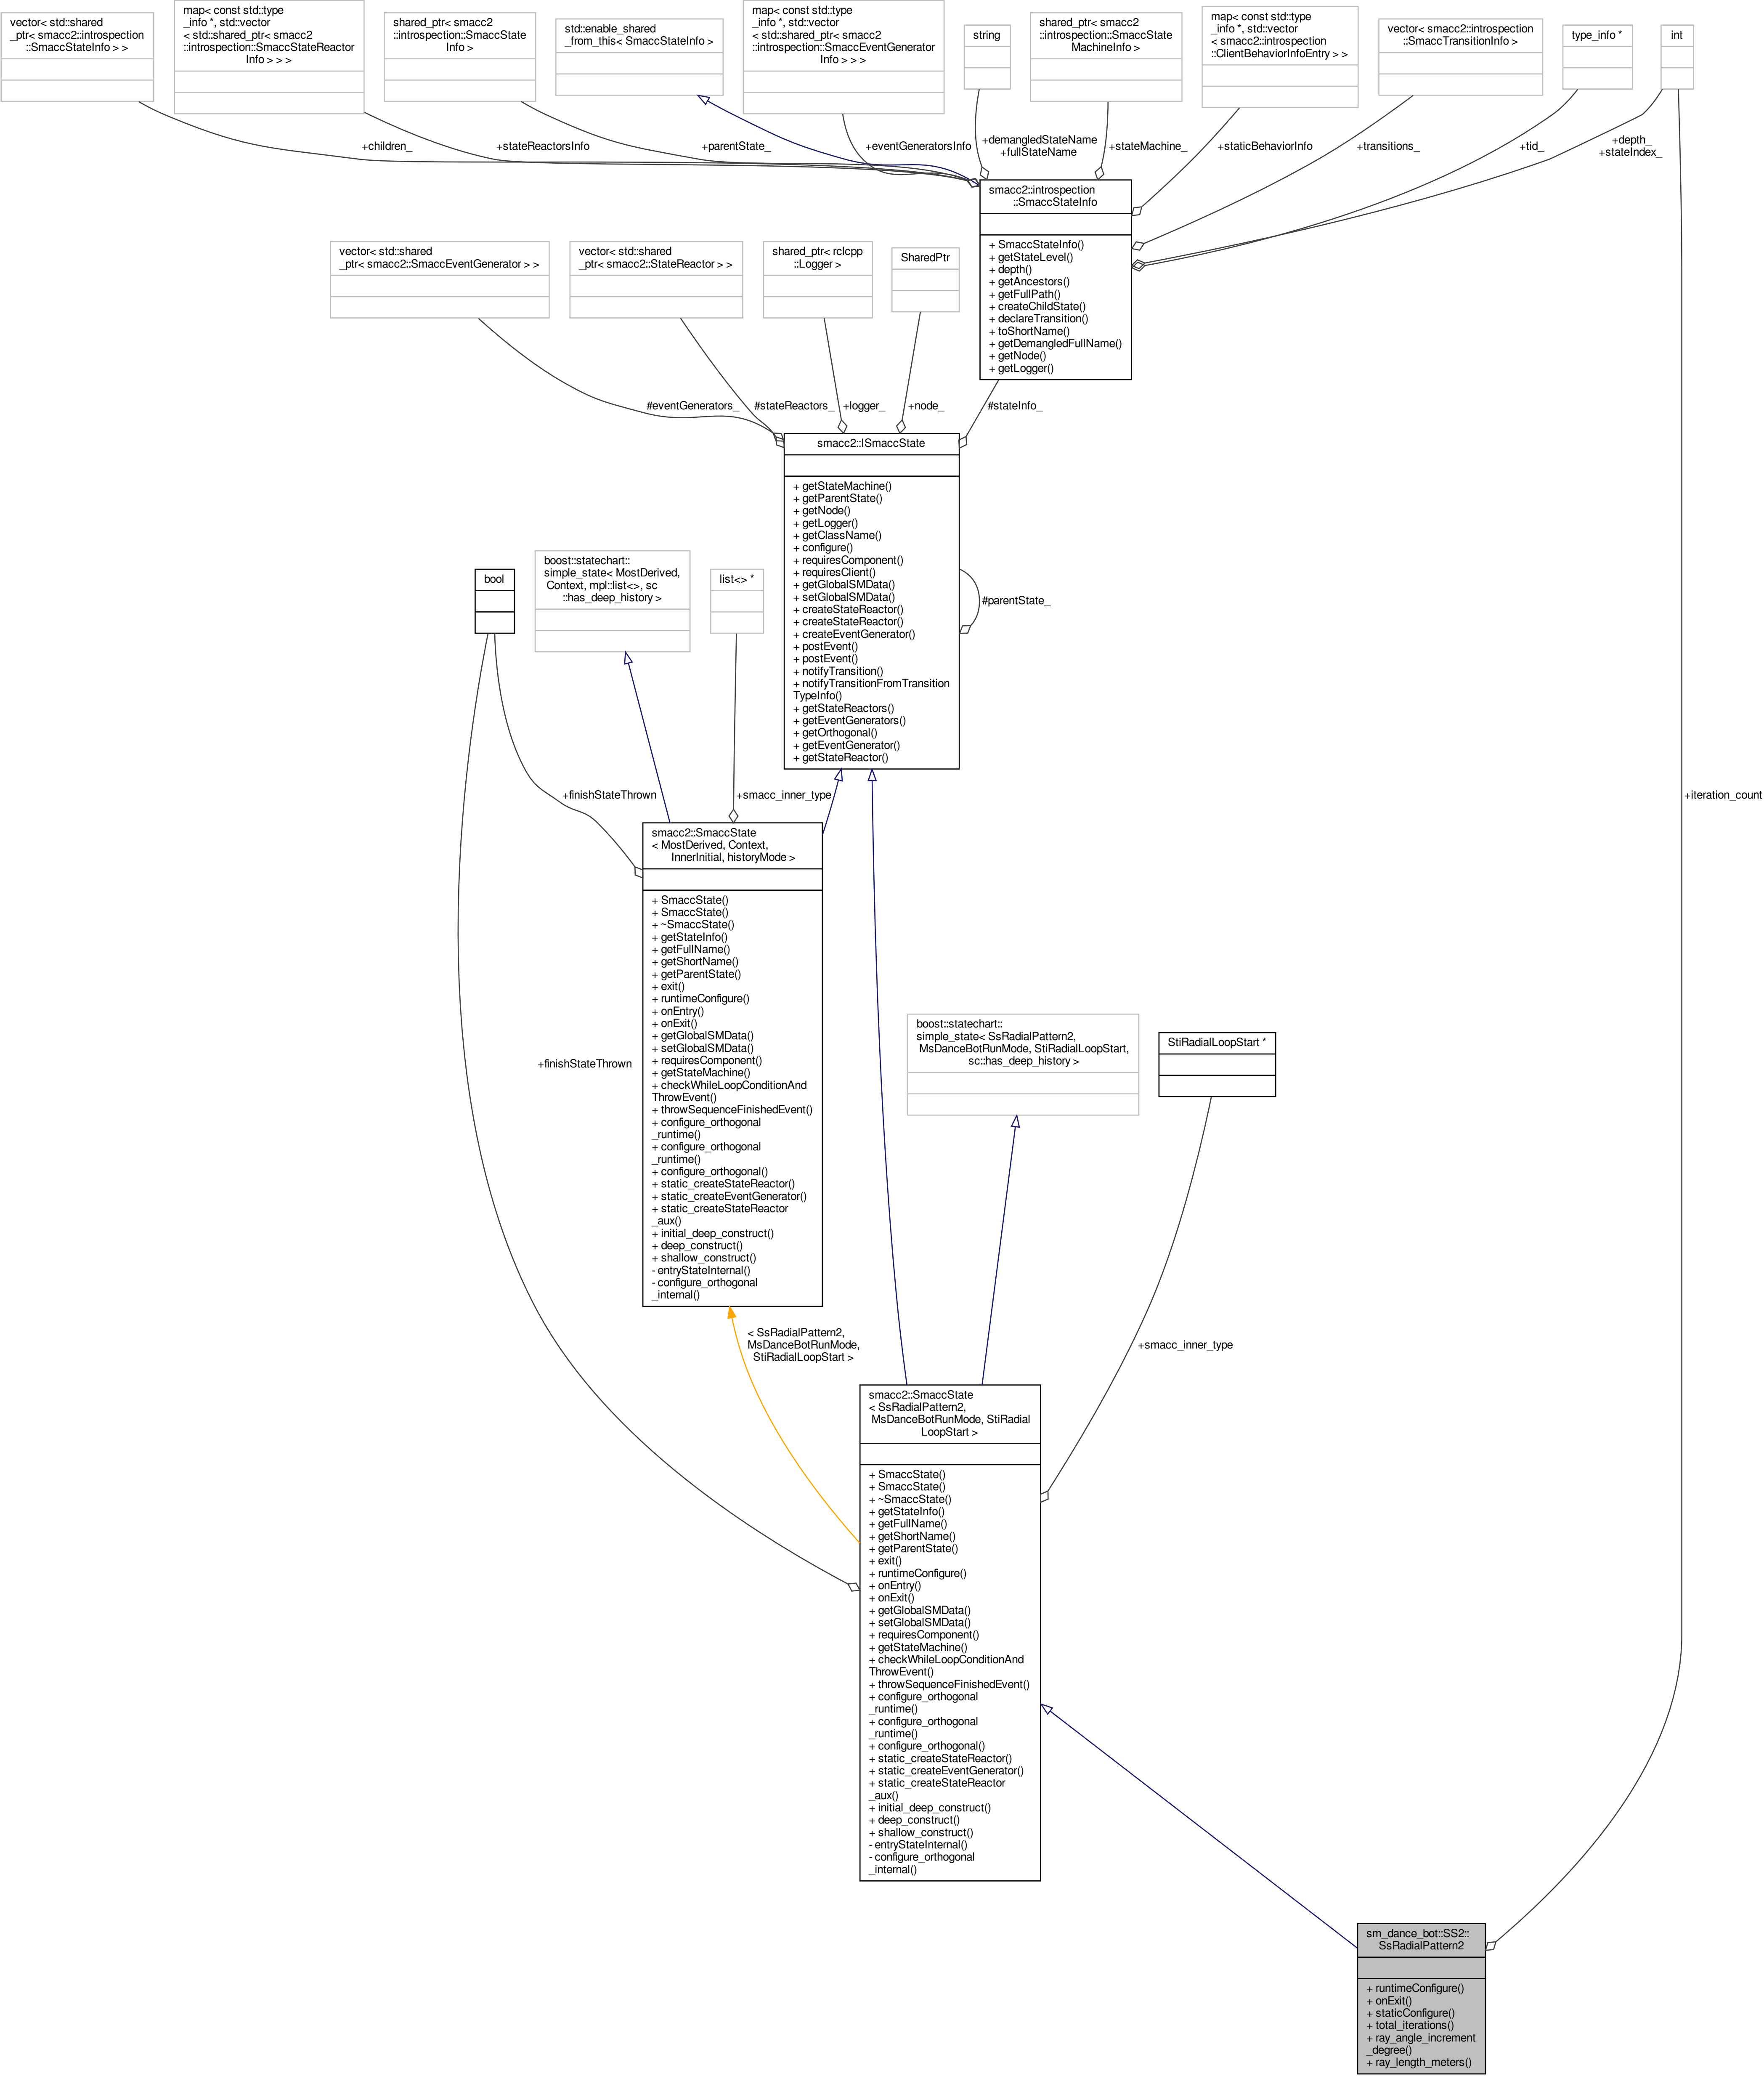 vector< std::shared
_ptr< smacc2::introspection
::SmaccStateInfo > >
map< const std::type
_info *, std::vector
< std::shared_ptr< smacc2
::introspection::SmaccStateReactor
Info > > >
shared_ptr< smacc2
::introspection::SmaccState
Info >
std::enable_shared
_from_this< SmaccStateInfo >
map< const std::type
_info *, std::vector
< std::shared_ptr< smacc2
::introspection::SmaccEventGenerator
Info > > >
string
shared_ptr< smacc2
::introspection::SmaccState
MachineInfo >
map< const std::type
_info *, std::vector
< smacc2::introspection
::ClientBehaviorInfoEntry > >
vector< smacc2::introspection
::SmaccTransitionInfo >
type_info *
int
+children_
+stateReactorsInfo
+parentState_
+eventGeneratorsInfo
+demangledStateName
+fullStateName
+stateMachine_
+staticBehaviorInfo
+transitions_
+tid_
+depth_
+stateIndex_
smacc2::introspection
::SmaccStateInfo
+ SmaccStateInfo()
+ getStateLevel()
+ depth()
+ getAncestors()
+ getFullPath()
+ createChildState()
+ declareTransition()
+ toShortName()
+ getDemangledFullName()
+ getNode()
+ getLogger()
vector< std::shared
_ptr< smacc2::SmaccEventGenerator > >
vector< std::shared
_ptr< smacc2::StateReactor > >
shared_ptr< rclcpp
::Logger >
SharedPtr
#eventGenerators_
#stateReactors_
+logger_
+node_
#stateInfo_
smacc2::ISmaccState
+ getStateMachine()
+ getParentState()
+ getNode()
+ getLogger()
+ getClassName()
+ configure()
+ requiresComponent()
+ requiresClient()
+ getGlobalSMData()
+ setGlobalSMData()
+ createStateReactor()
+ createStateReactor()
+ createEventGenerator()
+ postEvent()
+ postEvent()
+ notifyTransition()
+ notifyTransitionFromTransition
TypeInfo()
+ getStateReactors()
+ getEventGenerators()
+ getOrthogonal()
+ getEventGenerator()
+ getStateReactor()
#parentState_
bool
boost::statechart::
simple_state< MostDerived,
Context, mpl::list<>, sc
::has_deep_history >
list<> *
+finishStateThrown
+smacc_inner_type
+iteration_count
smacc2::SmaccState
< MostDerived, Context,
InnerInitial, historyMode >
+ SmaccState()
+ SmaccState()
+ ~SmaccState()
+ getStateInfo()
+ getFullName()
+ getShortName()
+ getParentState()
+ exit()
+ runtimeConfigure()
+ onEntry()
+ onExit()
+ getGlobalSMData()
+ setGlobalSMData()
+ requiresComponent()
+ getStateMachine()
+ checkWhileLoopConditionAnd
ThrowEvent()
+ throwSequenceFinishedEvent()
+ configure_orthogonal
_runtime()
+ configure_orthogonal
_runtime()
+ configure_orthogonal()
+ static_createStateReactor()
+ static_createEventGenerator()
+ static_createStateReactor
_aux()
+ initial_deep_construct()
+ deep_construct()
+ shallow_construct()
- entryStateInternal()
- configure_orthogonal
_internal()
+finishStateThrown
boost::statechart::
simple_state< SsRadialPattern2,
MsDanceBotRunMode, StiRadialLoopStart,
sc::has_deep_history >
StiRadialLoopStart *
< SsRadialPattern2,
MsDanceBotRunMode,
StiRadialLoopStart >
+smacc_inner_type
smacc2::SmaccState
< SsRadialPattern2,
MsDanceBotRunMode, StiRadial
LoopStart >
+ SmaccState()
+ SmaccState()
+ ~SmaccState()
+ getStateInfo()
+ getFullName()
+ getShortName()
+ getParentState()
+ exit()
+ runtimeConfigure()
+ onEntry()
+ onExit()
+ getGlobalSMData()
+ setGlobalSMData()
+ requiresComponent()
+ getStateMachine()
+ checkWhileLoopConditionAnd
ThrowEvent()
+ throwSequenceFinishedEvent()
+ configure_orthogonal
_runtime()
+ configure_orthogonal
_runtime()
+ configure_orthogonal()
+ static_createStateReactor()
+ static_createEventGenerator()
+ static_createStateReactor
_aux()
+ initial_deep_construct()
+ deep_construct()
+ shallow_construct()
- entryStateInternal()
- configure_orthogonal
_internal()
sm_dance_bot::SS2::
SsRadialPattern2
+ runtimeConfigure()
+ onExit()
+ staticConfigure()
+ total_iterations()
+ ray_angle_increment
_degree()
+ ray_length_meters()